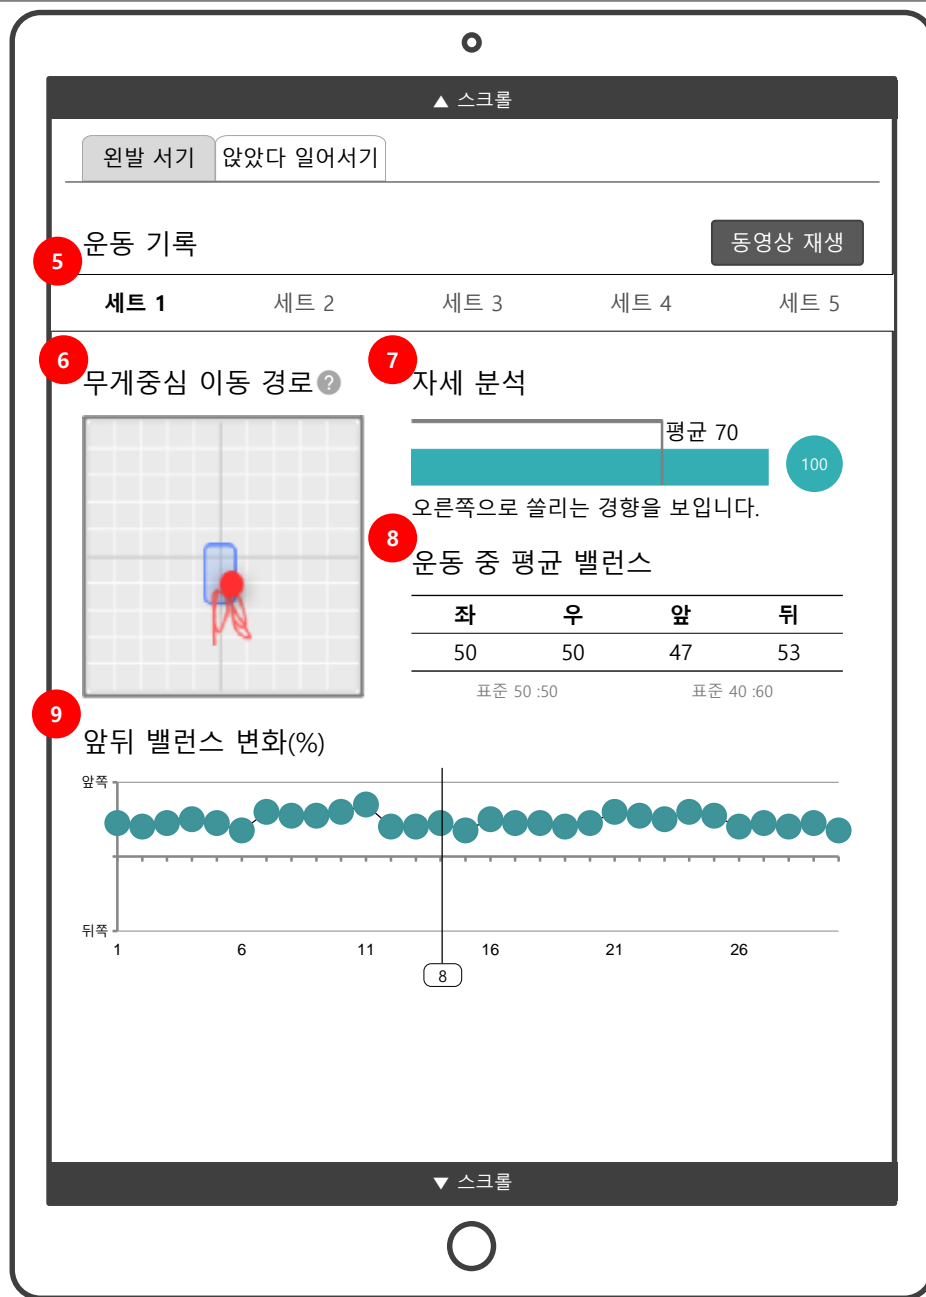 ▲ 스크롤
왼발 서기 앉았다 일어서기
5 운동 기록 동영상 재생
세트 1 세트 2 세트 3 세트 4 세트 5
6 무게중심 이동 경로 ?
7 자세 분석
평균 70
100
오른쪽으로 쏠리는 경향을 보입니다.
8 운동 중 평균 밸런스
좌 우 앞 뒤
50 50 47 53
표준 50 :50 표준 40 :60
9 앞뒤 밸런스 변화(%)
앞쪽
뒤쪽
1 6 11 16 21 26
8
▼ 스크롤